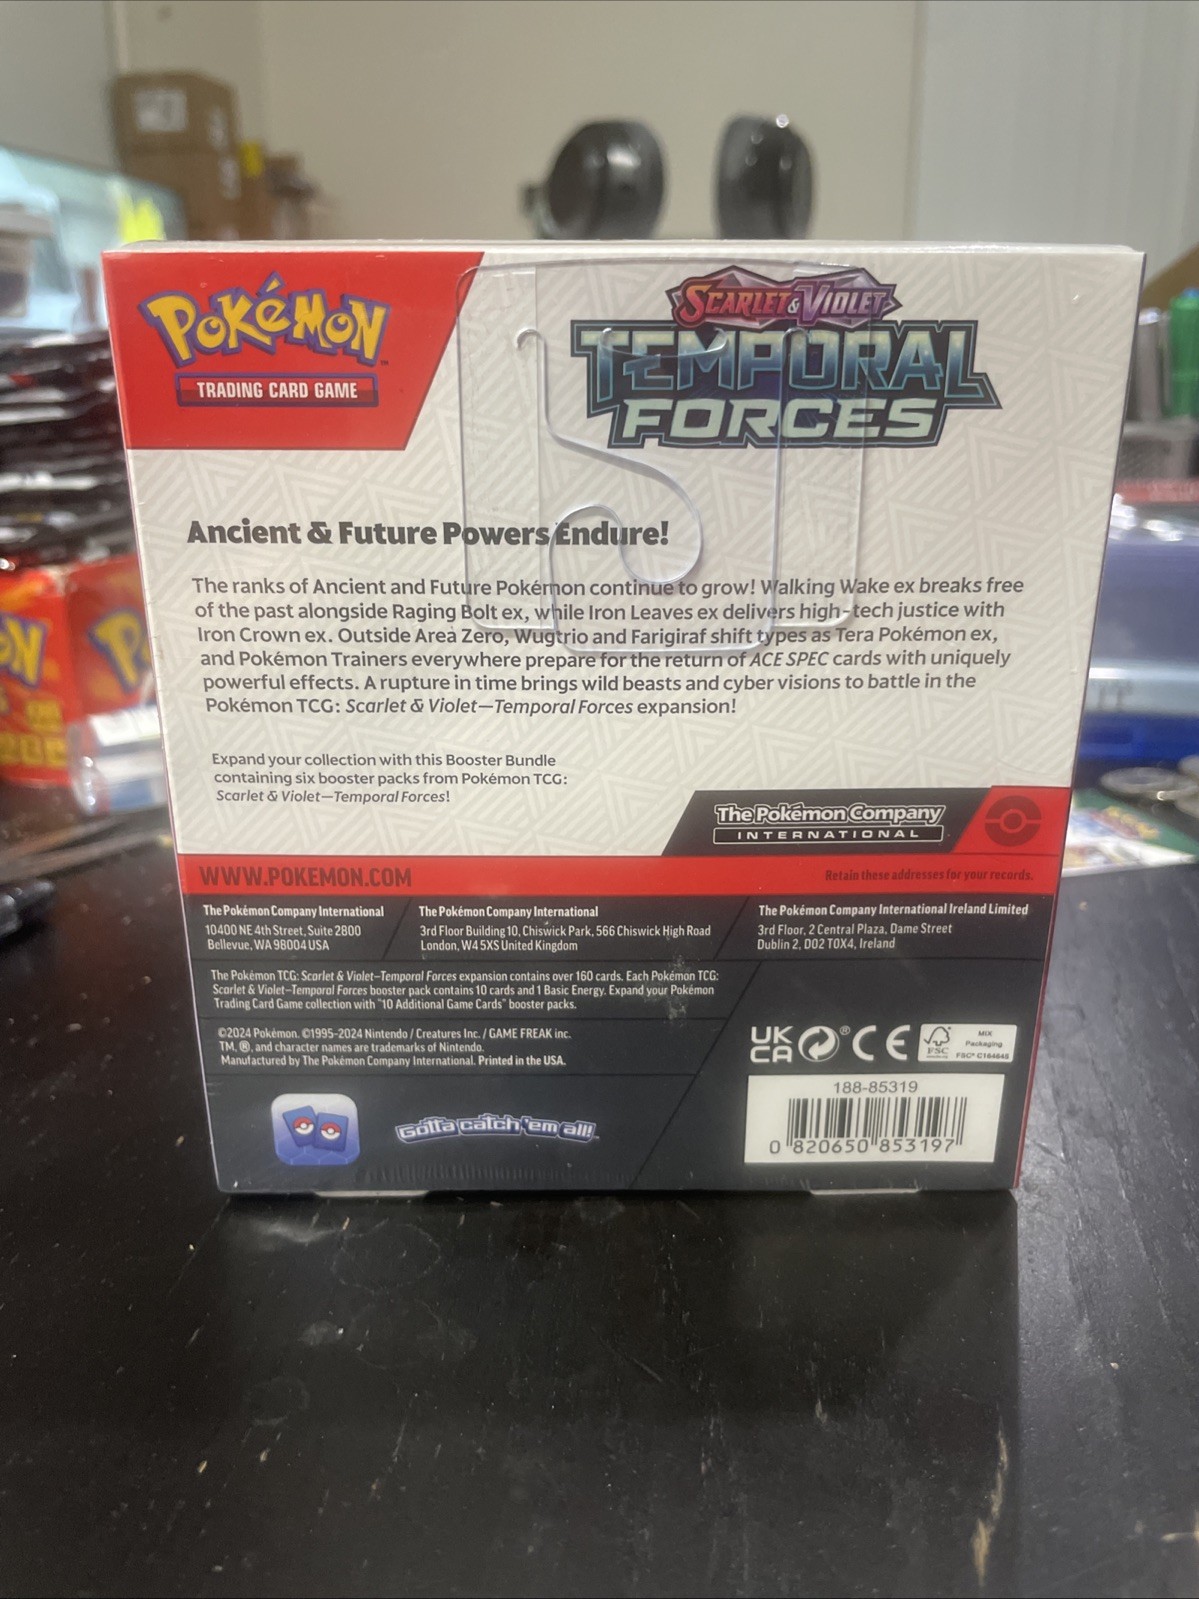 POKéMON™
TRADING CARD GAME
SCARLET & VIOLET
TEMPORAL
FORCES
Ancient & Future Powers Endure!
The ranks of Ancient and Future Pokémon continue to grow! Walking Wake ex breaks free
of the past alongside Raging Bolt ex, while Iron Leaves ex delivers high-tech justice with
Iron Crown ex. Outside Area Zero, Wugtrio and Farigiraf shift types as Tera Pokémon ex,
and Pokémon Trainers everywhere prepare for the return of ACE SPEC cards with uniquely
powerful effects. A rupture in time brings wild beasts and cyber visions to battle in the
Pokémon TCG: Scarlet & Violet—Temporal Forces expansion!
Expand your collection with this Booster Bundle
containing six booster packs from Pokémon TCG:
Scarlet & Violet—Temporal Forces!
The Pokémon Company
INTERNATIONAL
WWW.POKEMON.COM
Retain these addresses for your records.
The Pokémon Company International
10400 NE 4th Street, Suite 2800
Bellevue, WA 98004 USA
The Pokémon Company International
3rd Floor Building 10, Chiswick Park, 566 Chiswick High Road
London, W4 5XS United Kingdom
The Pokémon Company International Ireland Limited
3rd Floor, 2 Central Plaza, Dame Street
Dublin 2, D02 T0X4, Ireland
The Pokémon TCG: Scarlet & Violet—Temporal Forces expansion contains over 160 cards. Each Pokémon TCG:
Scarlet & Violet—Temporal Forces booster pack contains 10 cards and 1 Basic Energy. Expand your Pokémon
Trading Card Game collection with "10 Additional Game Cards" booster packs.
©2024 Pokémon. ©1995-2024 Nintendo / Creatures Inc. / GAME FREAK inc.
TM, ®, and character names are trademarks of Nintendo.
Manufactured by The Pokémon Company International. Printed in the USA.
UK
CA
®
CE
FSC
MIX
Packaging
FSC® C164645
Gotta catch 'em all!™
188-85319
0 820650 853197